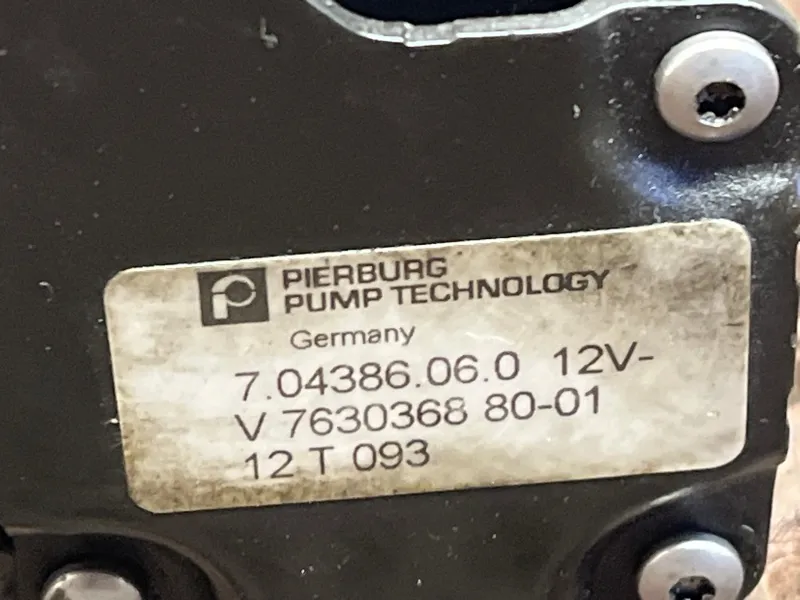 PIERBURG
PUMP TECHNOLOGY
Germany
7.04386.06.0 12V-
V 7630368 80-01
12 T 093